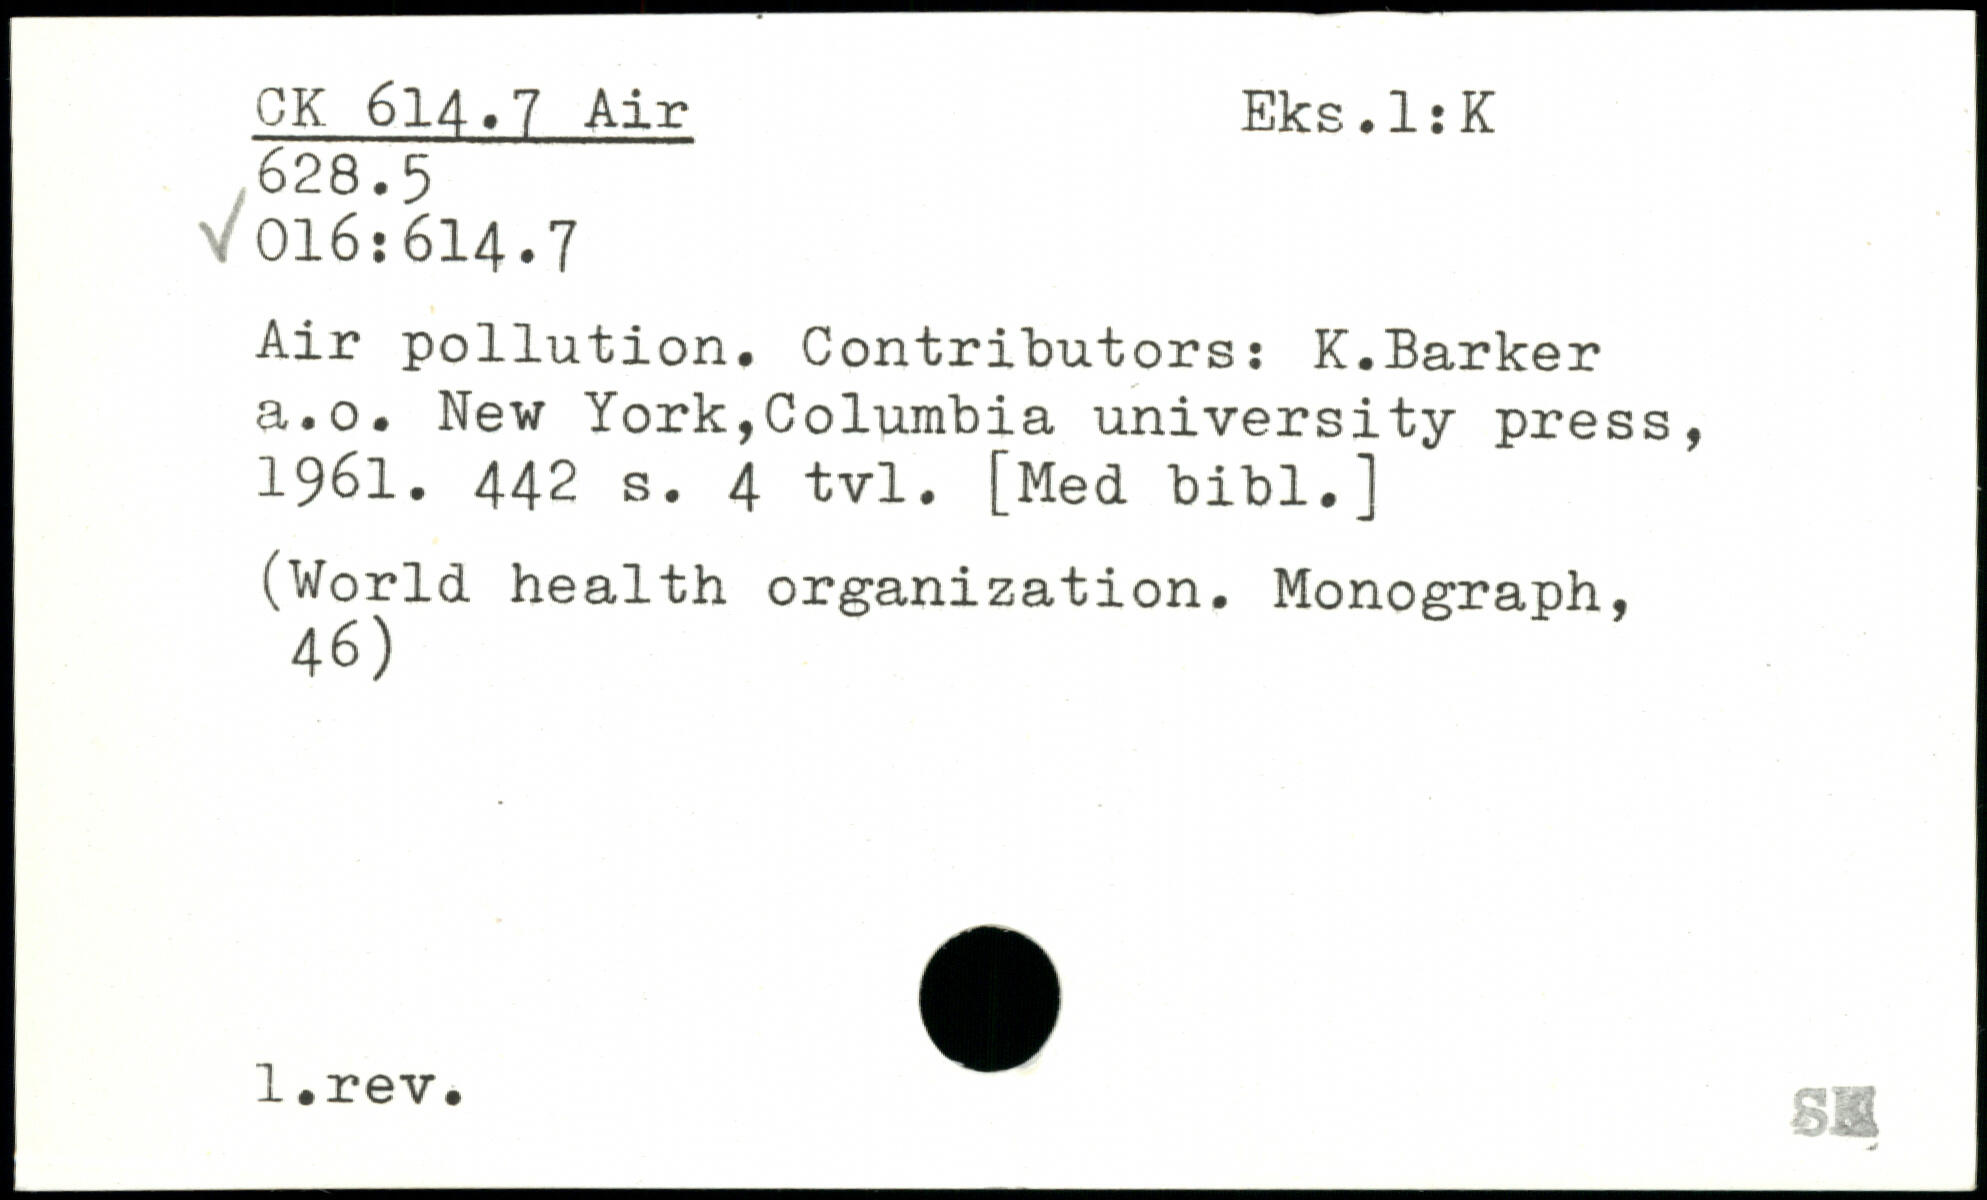 CK 614.7 Air Eks.1:K
628.5
√ 016:614.7
Air pollution. Contributors: K.Barker
a.o. New York,Columbia university press,
1961. 442 s. 4 tvl. [Med bibl.]
(World health organization. Monograph,
46)
1.rev.